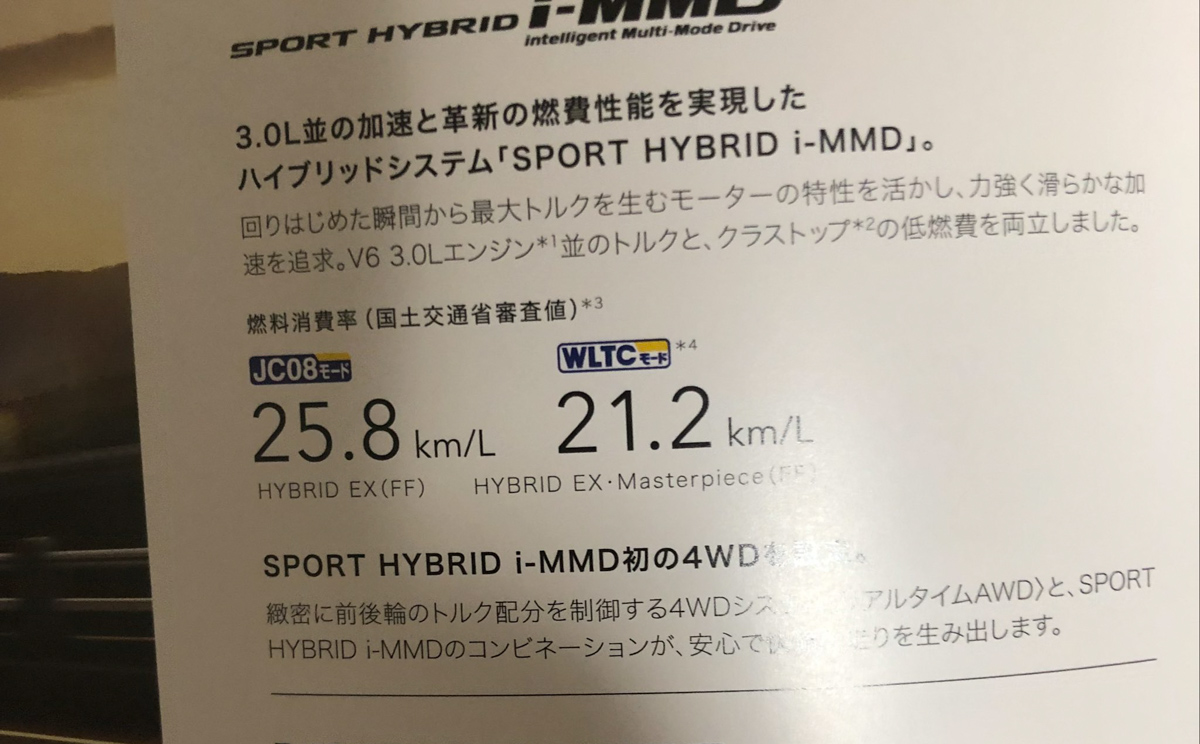 SPORT HYBRID i-MMD
intelligent Multi-Mode Drive
3.0L並の加速と革新の燃費性能を実現した
ハイブリッドシステム「SPORT HYBRID i-MMD」。
回りはじめた瞬間から最大トルクを生むモーターの特性を活かし、力強く滑らかな加
速を追求。V6 3.0Lエンジン*1並のトルクと、クラストップ*2の低燃費を両立しました。
燃料消費率(国土交通省審査値)*3
JC08モード WLTCモード*4
25.8 km/L 21.2 km/L
HYBRID EX(FF) HYBRID EX・Masterpiece(FF)
SPORT HYBRID i-MMD初の4WDを
緻密に前後輪のトルク配分を制御する4WDシス アルタイムAWD〉と、SPORT
HYBRID i-MMDのコンビネーションが、安心で 走りを生み出します。